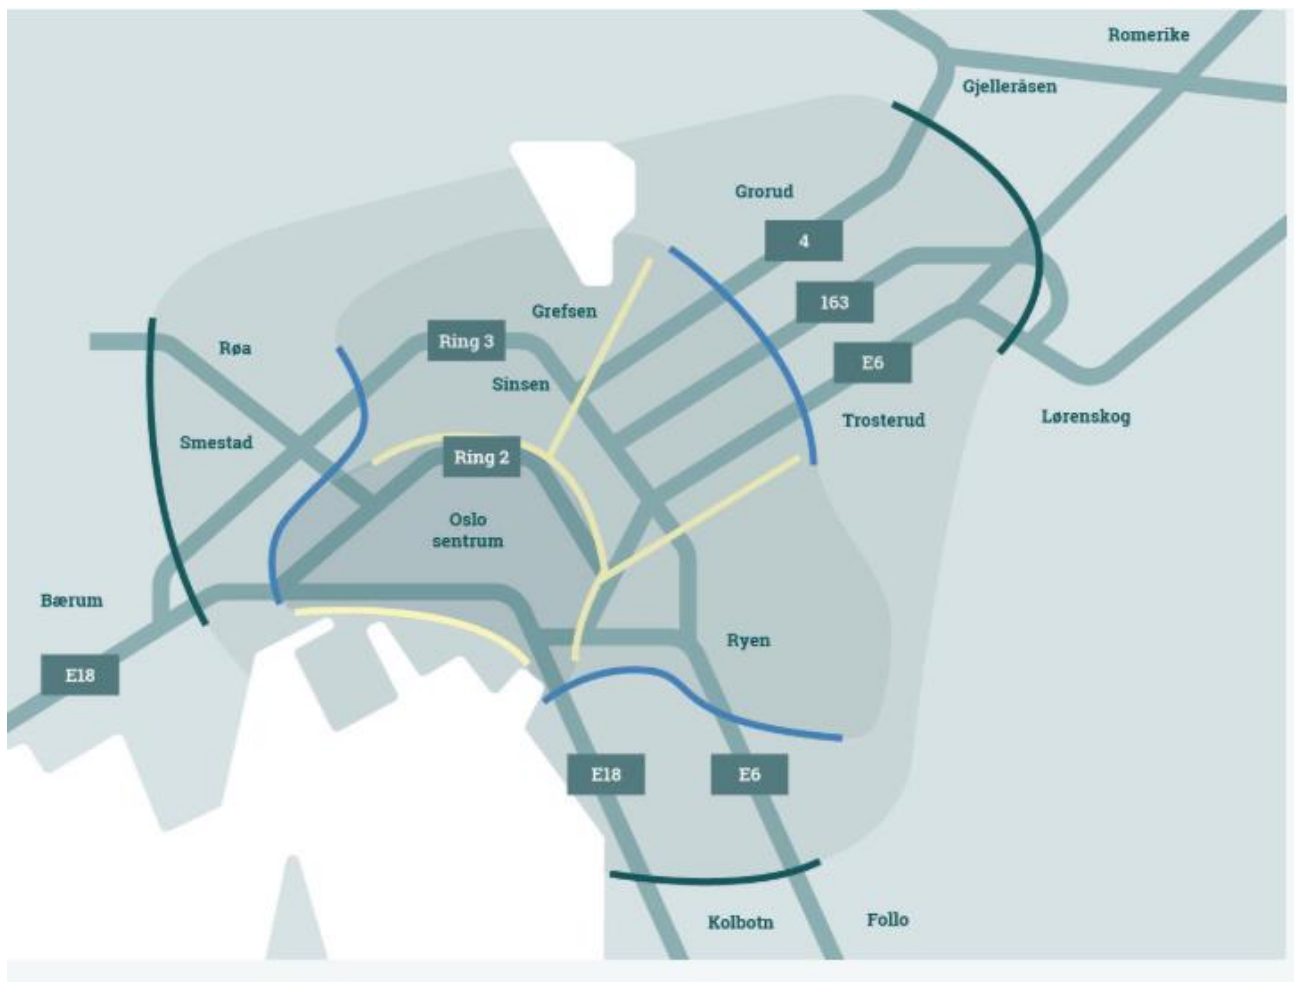 Romerike
Gjelleråsen
Grorud
4
163
Grefsen
Ring 3
Røa
E6
Sinsen
Trosterud
Lørenskog
Smestad
Ring 2
Oslo
sentrum
Bærum
Ryen
E18
E18
E6
Kolbotn
Follo